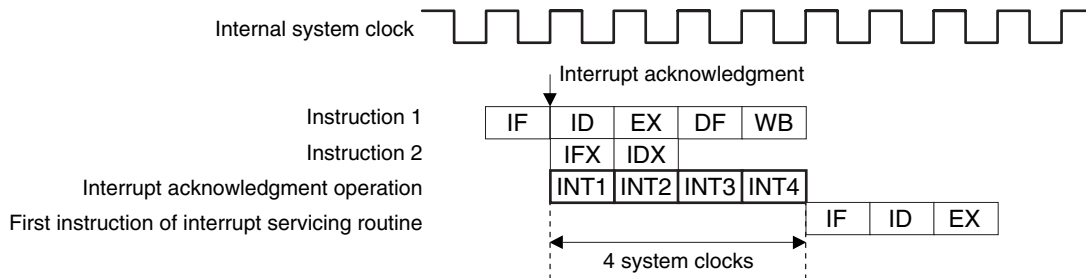 Internal system clock
Interrupt acknowledgment
Instruction 1 IF ID EX DF WB
Instruction 2 IFX IDX
Interrupt acknowledgment operation INT1 INT2 INT3 INT4
First instruction of interrupt servicing routine IF ID EX
4 system clocks